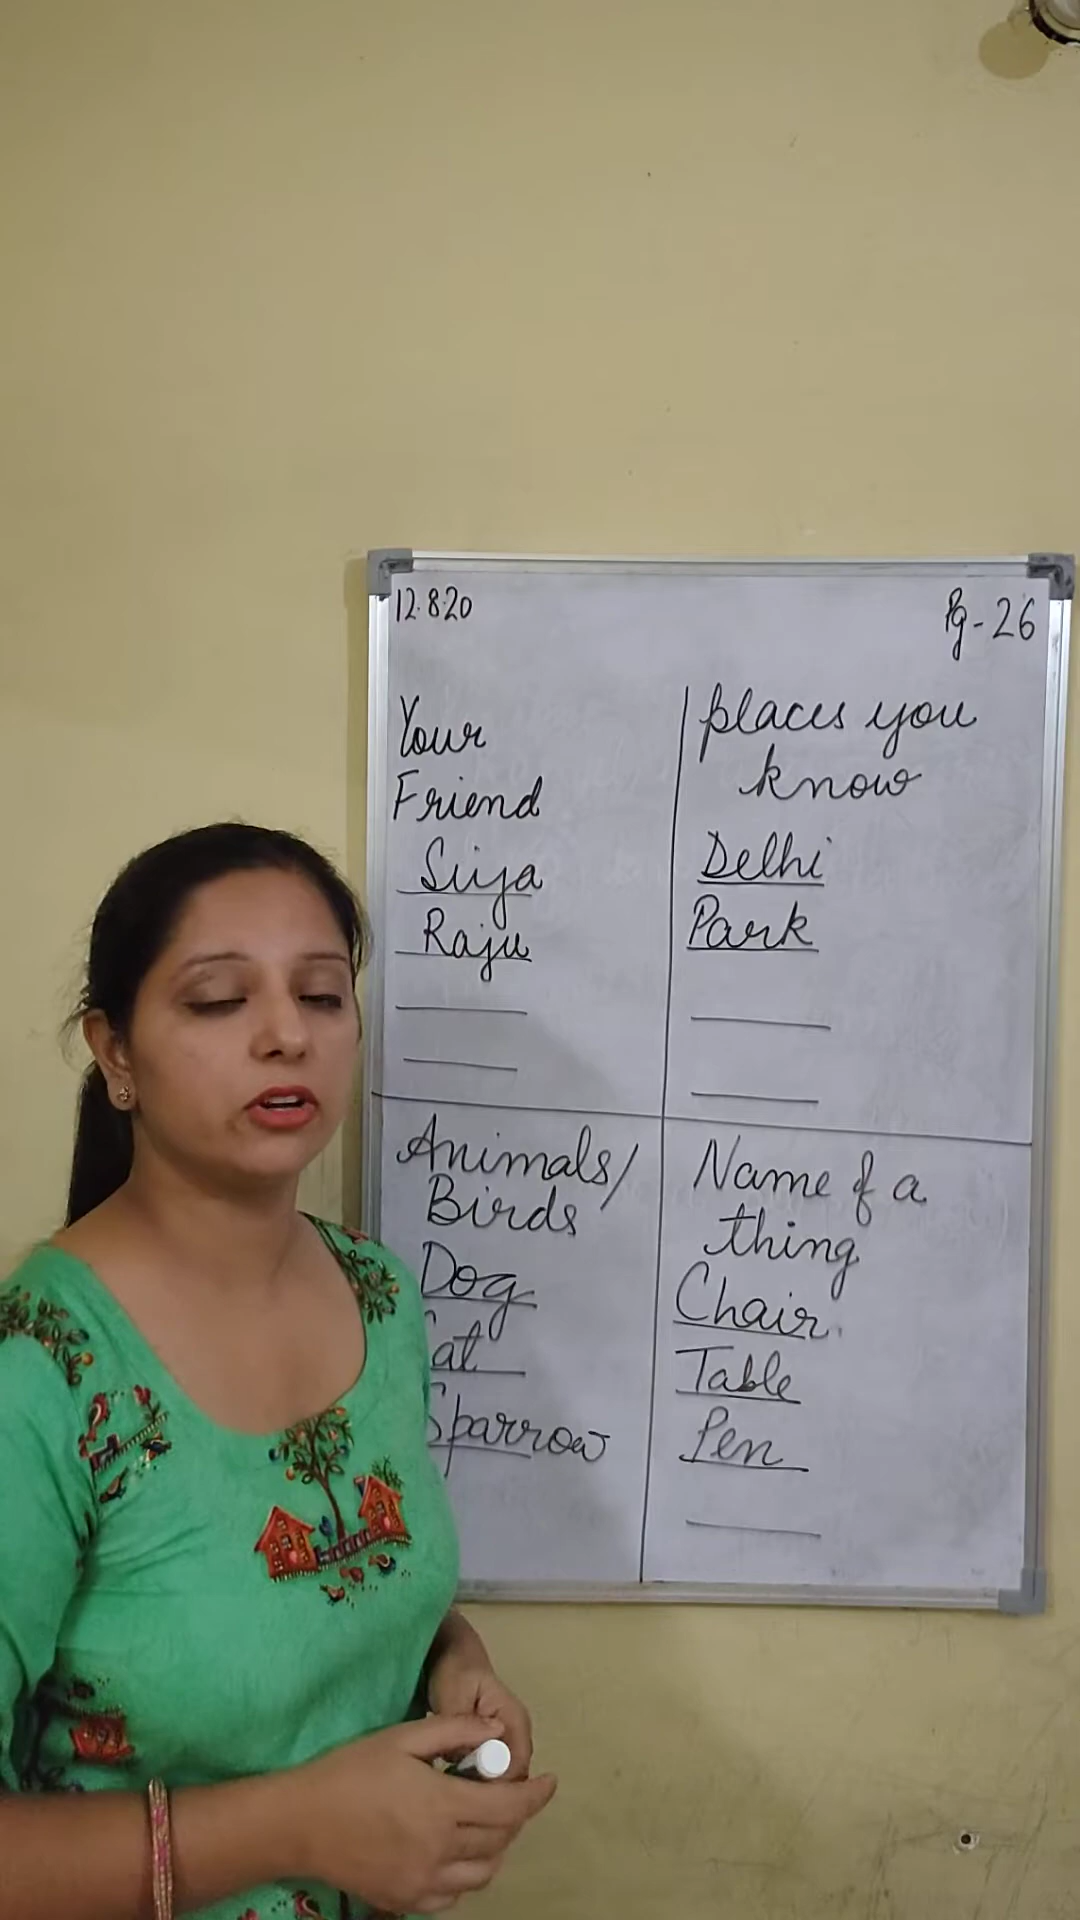 12.8.20
Pg-26
Your
Friend
Siya
Raju
places you
know
Delhi
Park
Animals/
Birds
Dog
Cat
Sparrow
Name of a
thing
Chair.
Table
Pen